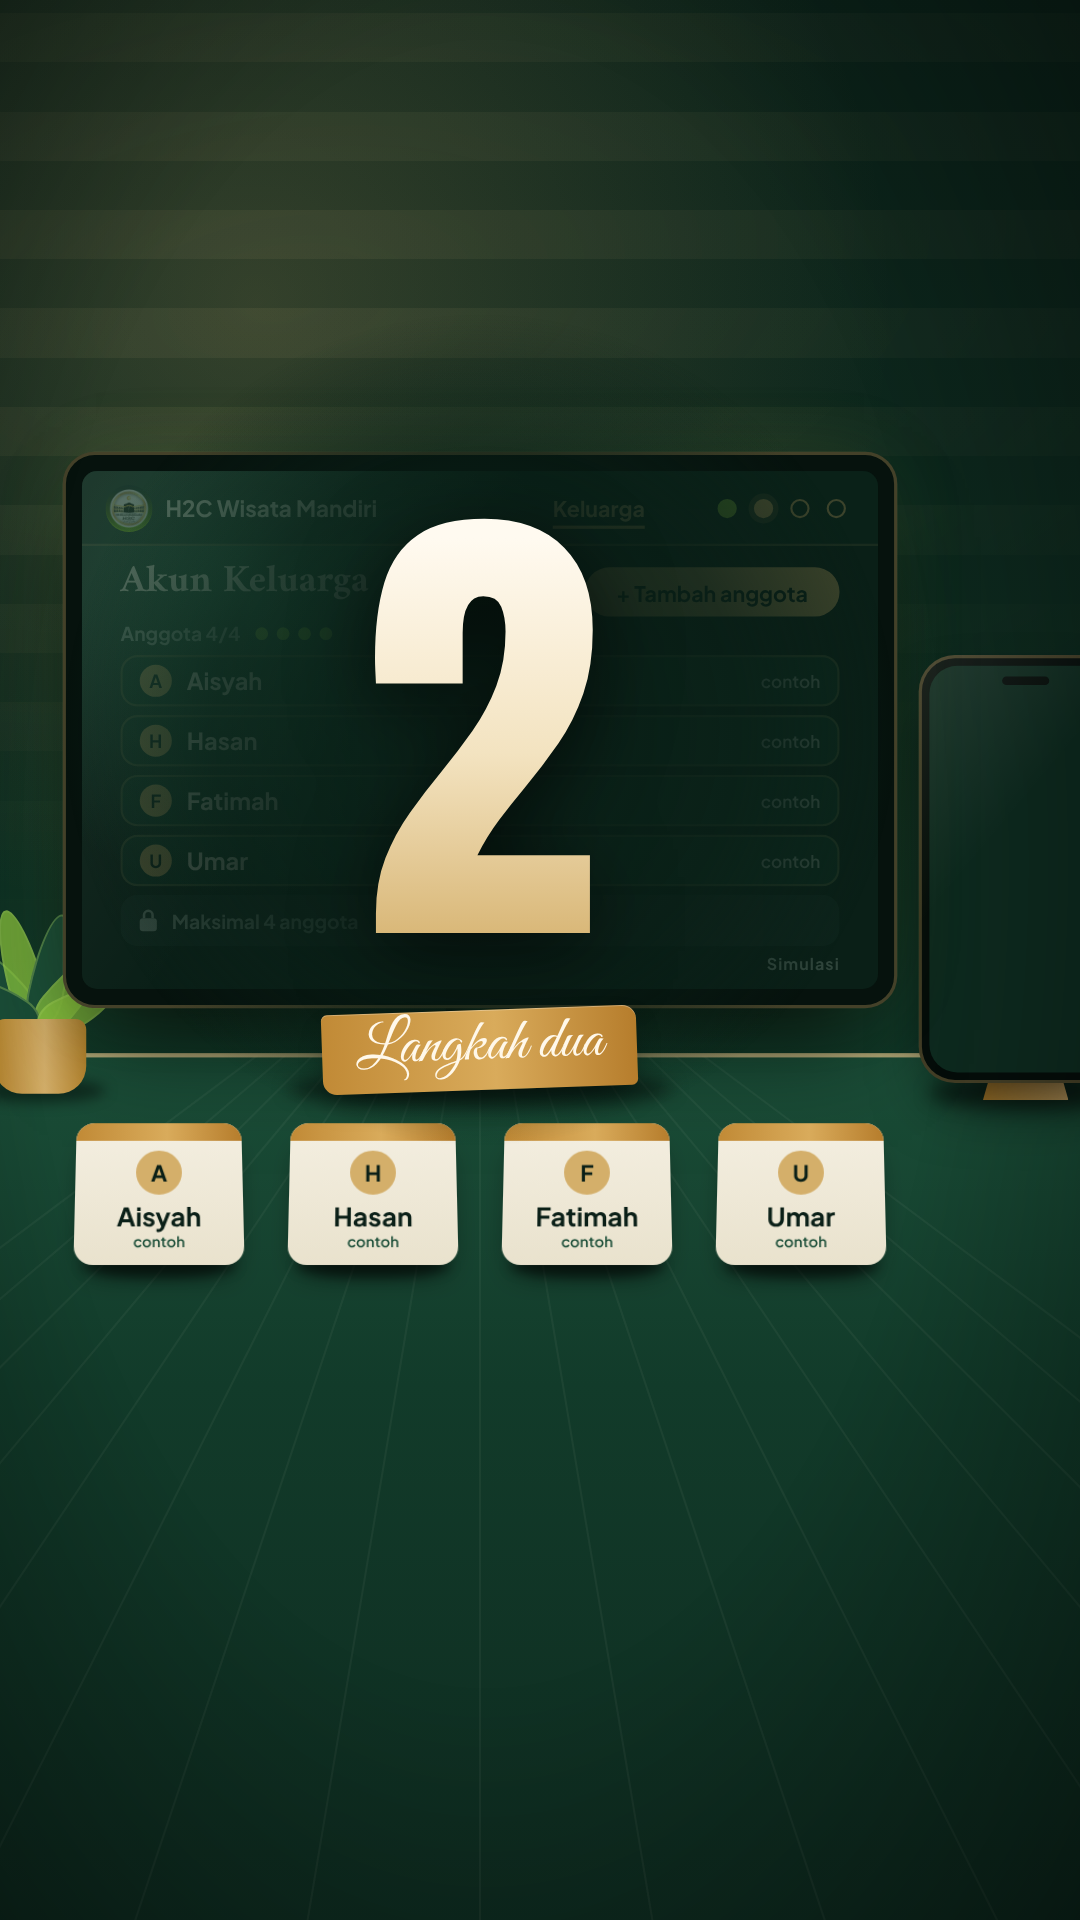 H2C Wisata Mandiri
Keluarga
Akun Keluarga
+ Tambah anggota
Anggota 4/4
A Aisyah contoh
H Hasan contoh
F Fatimah contoh
U Umar contoh
Maksimal 4 anggota
Simulasi
2
Langkah dua
A
Aisyah
contoh
H
Hasan
contoh
F
Fatimah
contoh
U
Umar
contoh